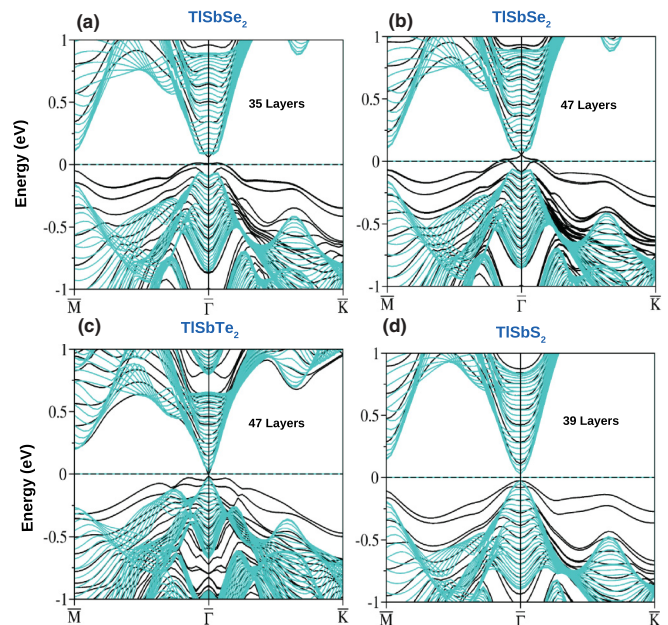 (a) TlSbSe2
(b) TlSbSe2
1
0.5
0
-0.5
-1
Energy (eV)
35 Layers
M̅ Γ̅ K̅
1
0.5
0
-0.5
-1
47 Layers
M̅ Γ̅ K̅
(c) TlSbTe2
(d) TlSbS2
1
0.5
0
-0.5
-1
Energy (eV)
47 Layers
M̅ Γ̅ K̅
1
0.5
0
-0.5
-1
39 Layers
M̅ Γ̅ K̅